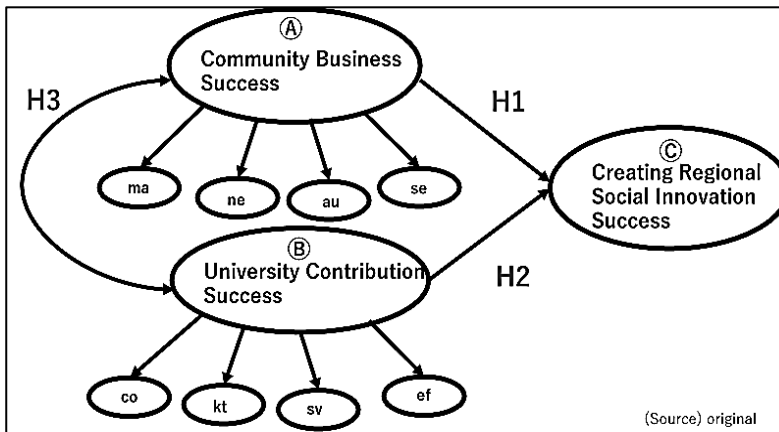 Ⓐ
Community Business
Success
H3
H1
ma
ne
au
se
Ⓒ
Creating Regional
Social Innovation
Success
Ⓑ
University Contribution
Success
H2
co
kt
sv
ef
(Source) original